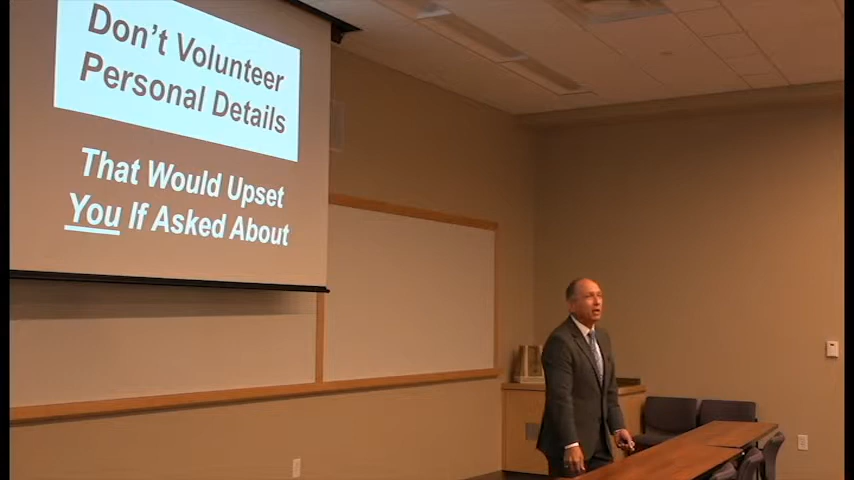 Don't Volunteer
Personal Details
That Would Upset
You If Asked About